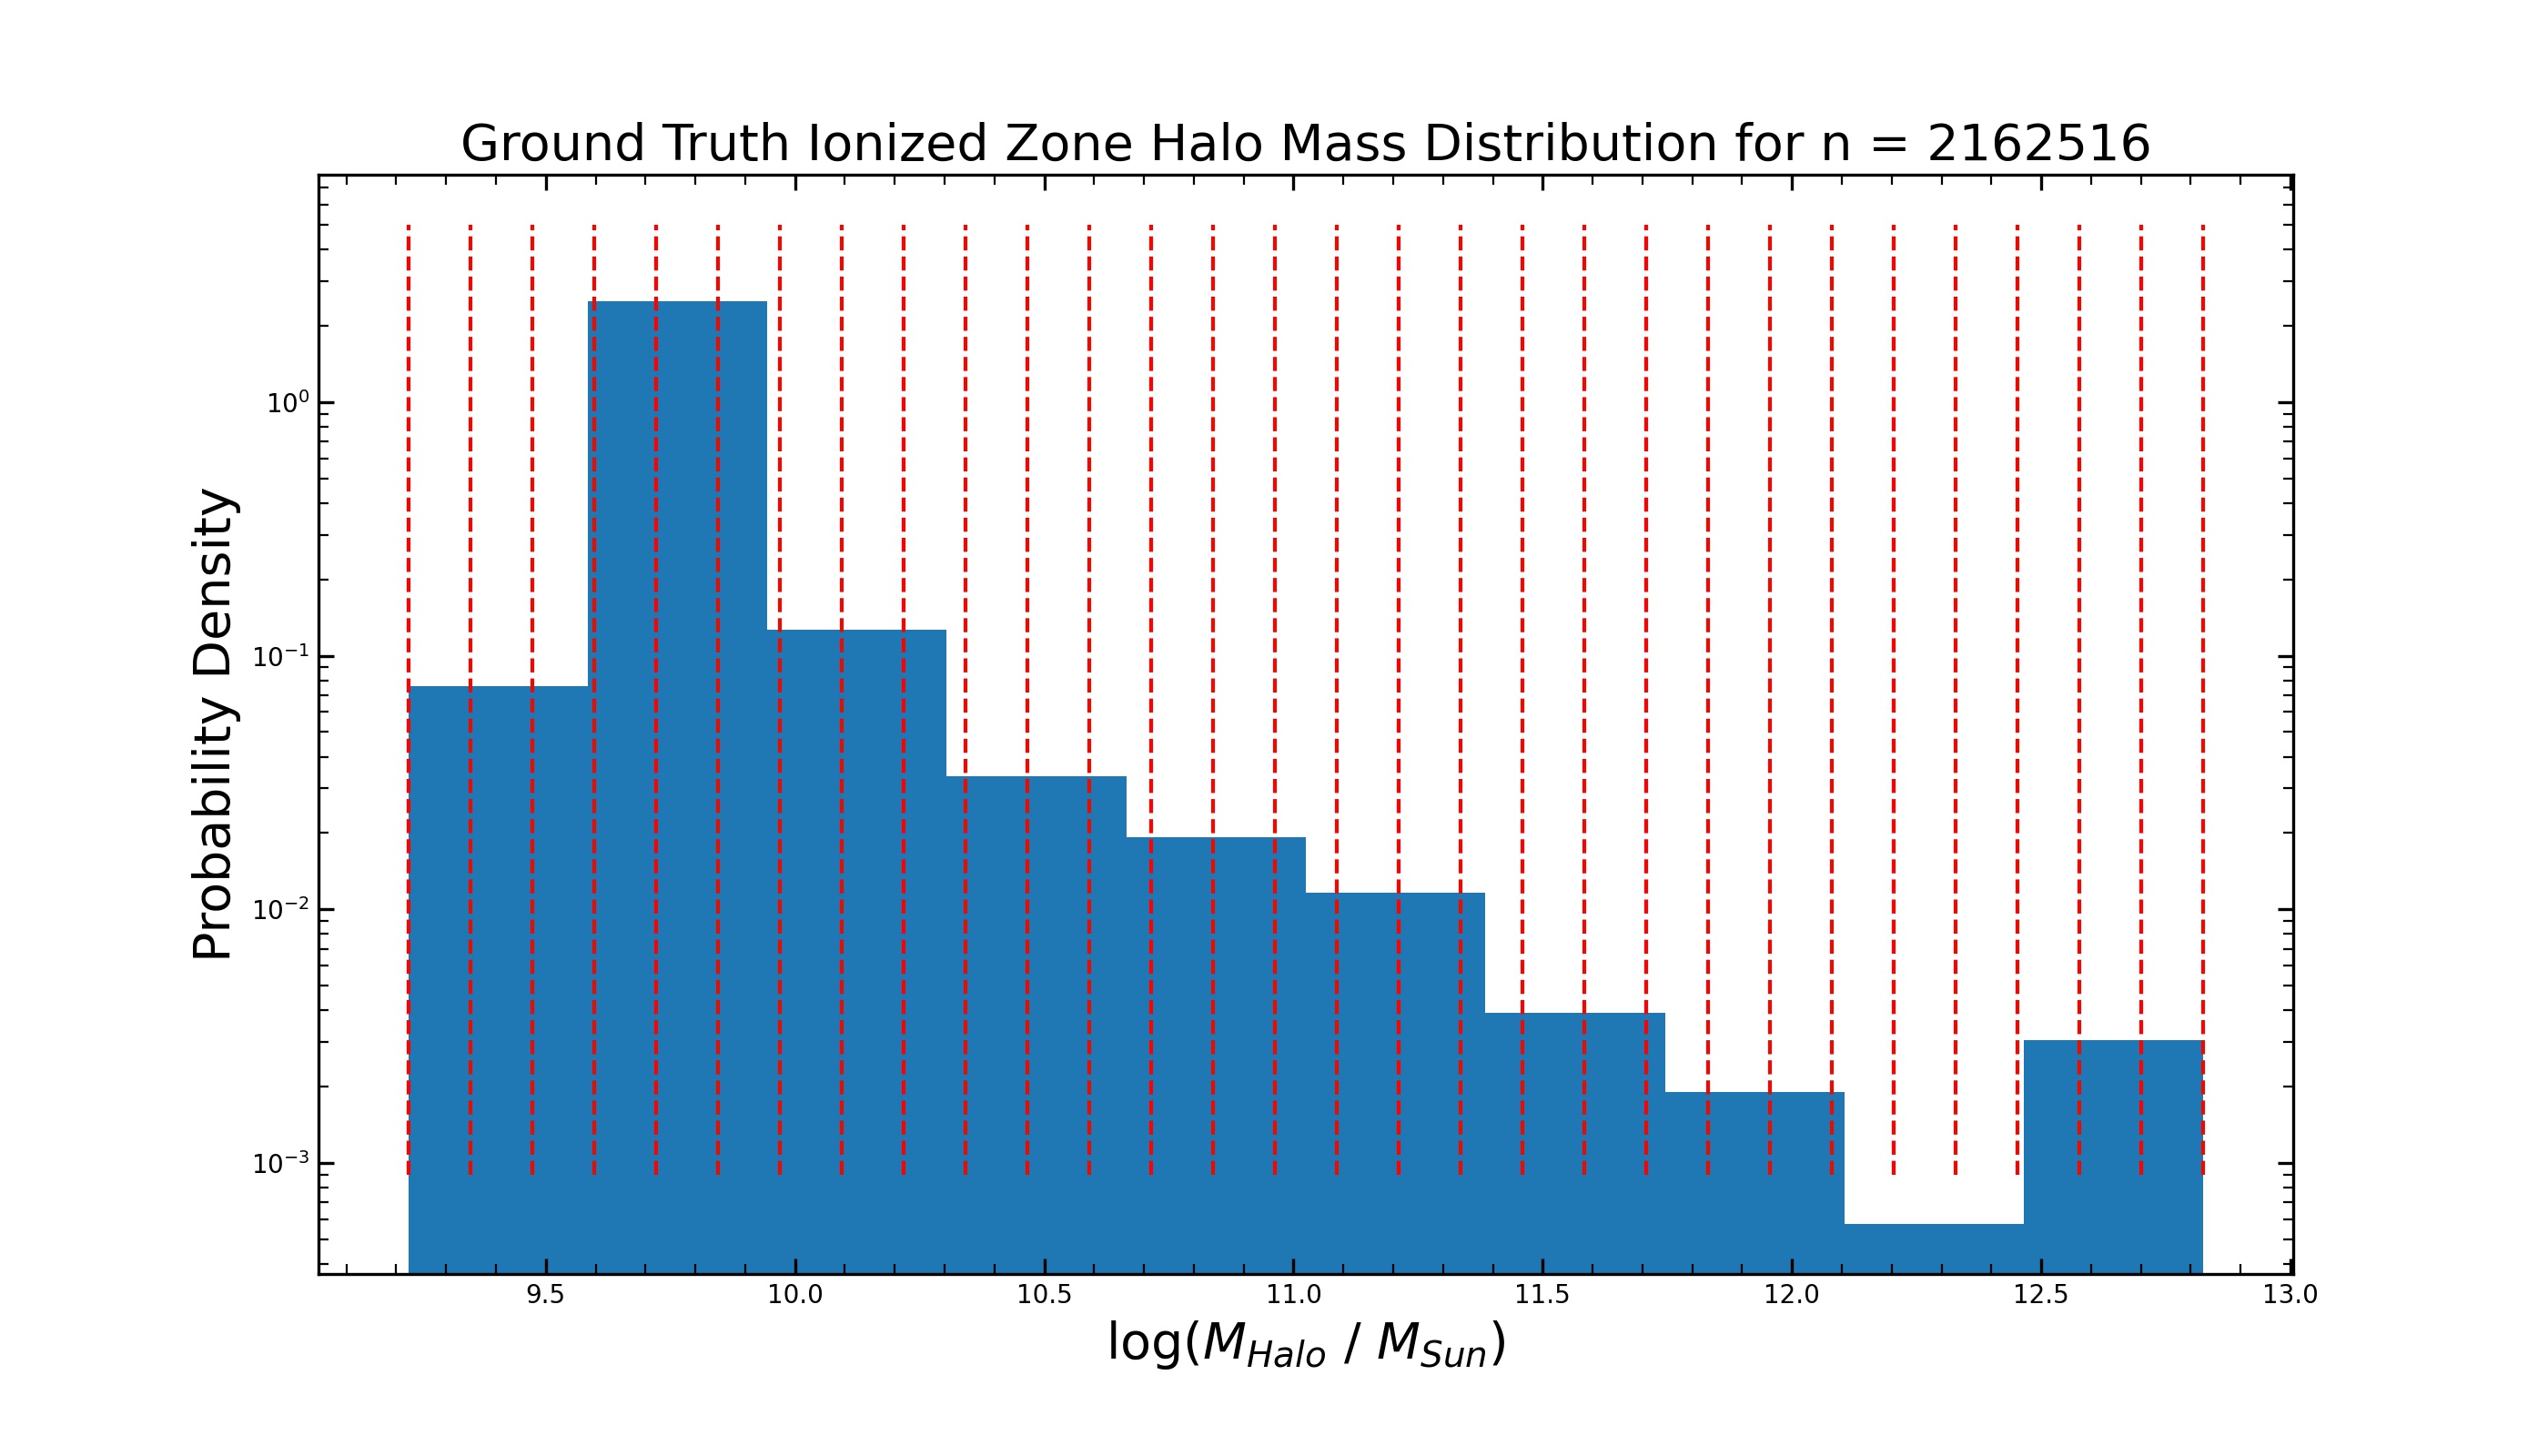 Ground Truth Ionized Zone Halo Mass Distribution for n = 2162516
Probability Density
10⁰
10⁻¹
10⁻²
10⁻³
9.5 10.0 10.5 11.0 11.5 12.0 12.5 13.0
log(M_Halo / M_Sun)